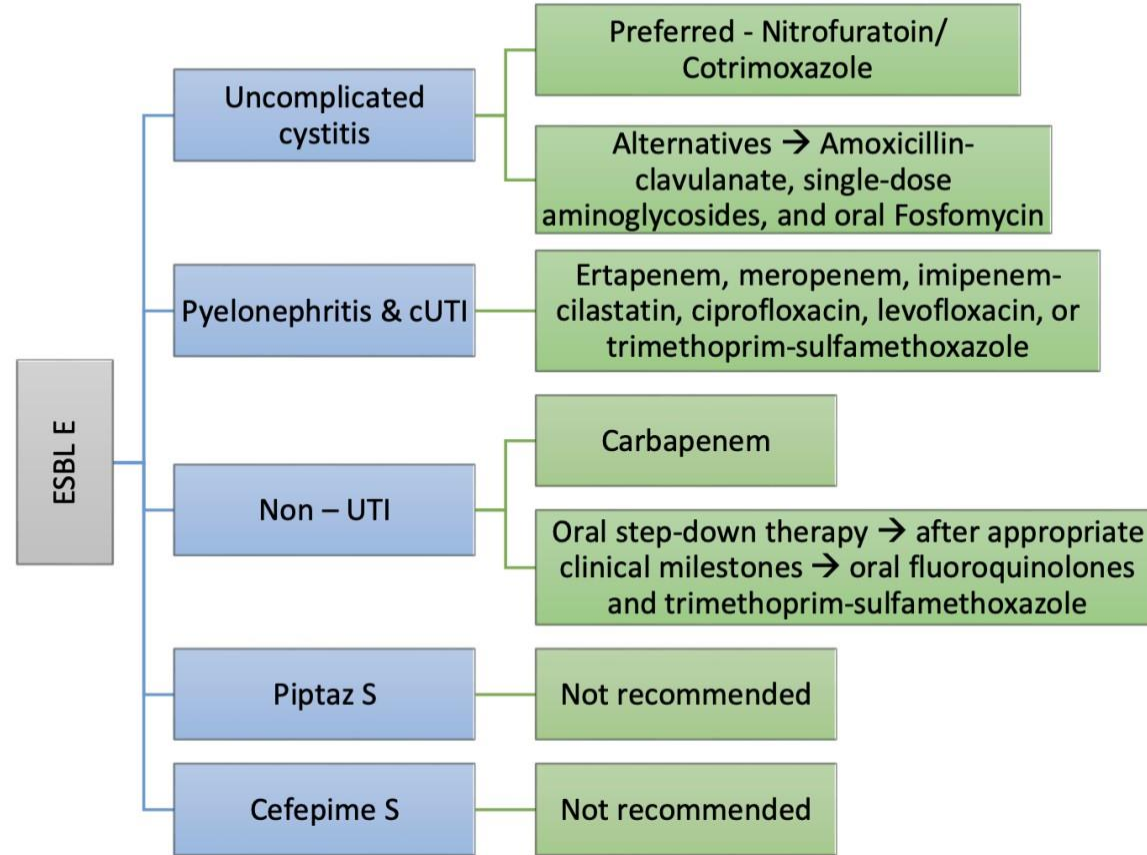 ESBL E
Uncomplicated
cystitis
Preferred - Nitrofuratoin/
Cotrimoxazole
Alternatives → Amoxicillin-
clavulanate, single-dose
aminoglycosides, and oral Fosfomycin
Pyelonephritis & cUTI
Ertapenem, meropenem, imipenem-
cilastatin, ciprofloxacin, levofloxacin, or
trimethoprim-sulfamethoxazole
Non – UTI
Carbapenem
Oral step-down therapy → after appropriate
clinical milestones → oral fluoroquinolones
and trimethoprim-sulfamethoxazole
Piptaz S
Not recommended
Cefepime S
Not recommended